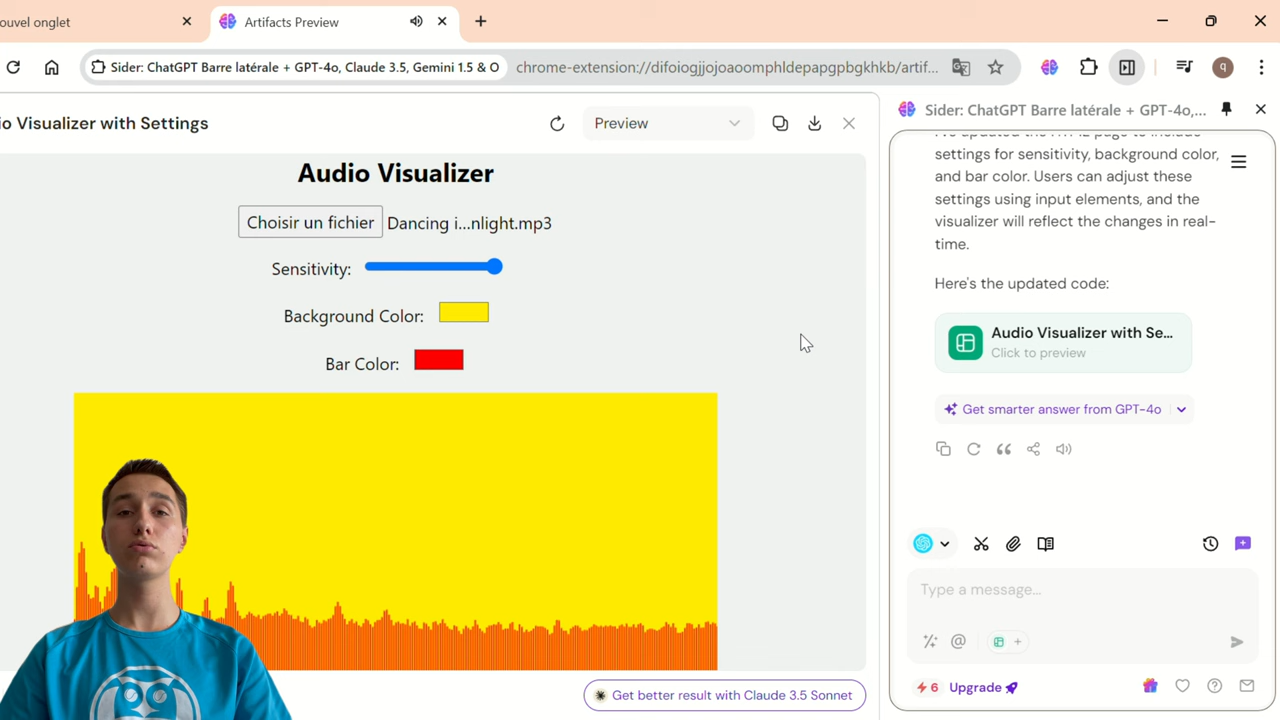 ouvel onglet
Artifacts Preview
Sider: ChatGPT Barre latérale + GPT-4o, Claude 3.5, Gemini 1.5 & O
chrome-extension://difoiogjjojoaoomphldepapgpbgkhkb/artif...
q
io Visualizer with Settings
Preview
Audio Visualizer
Choisir un fichier Dancing i...nlight.mp3
Sensitivity:
Background Color:
Bar Color:
Get better result with Claude 3.5 Sonnet
Sider: ChatGPT Barre latérale + GPT-4o,...
settings for sensitivity, background color,
and bar color. Users can adjust these
settings using input elements, and the
visualizer will reflect the changes in real-
time.
Here's the updated code:
Audio Visualizer with Se...
Click to preview
Get smarter answer from GPT-4o
Type a message...
6 Upgrade